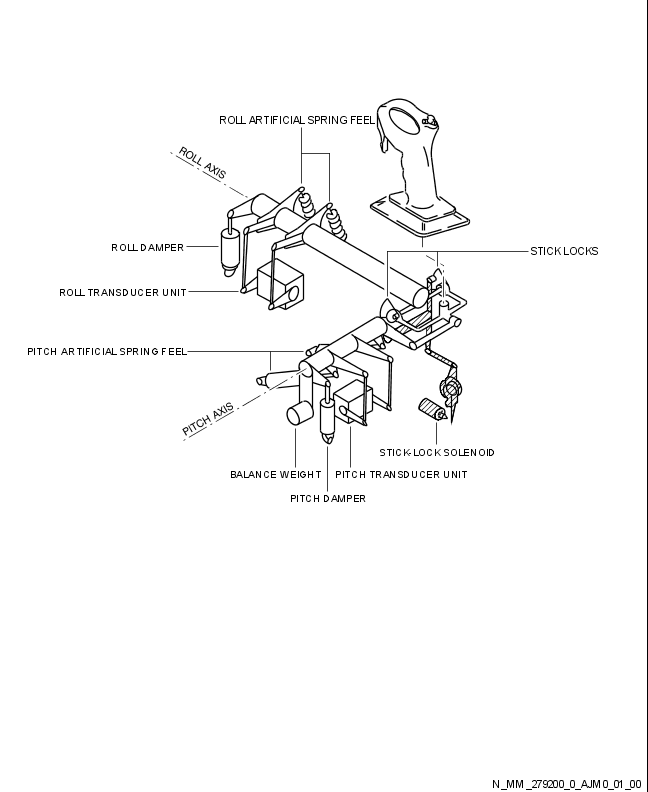 ROLL ARTIFICIAL SPRING FEEL
ROLL AXIS
ROLL DAMPER
STICK LOCKS
ROLL TRANSDUCER UNIT
PITCH ARTIFICIAL SPRING FEEL
PITCH AXIS
STICK-LOCK SOLENOID
BALANCE WEIGHT
PITCH TRANSDUCER UNIT
PITCH DAMPER
N_MM_279200_0_AJM0_01_00